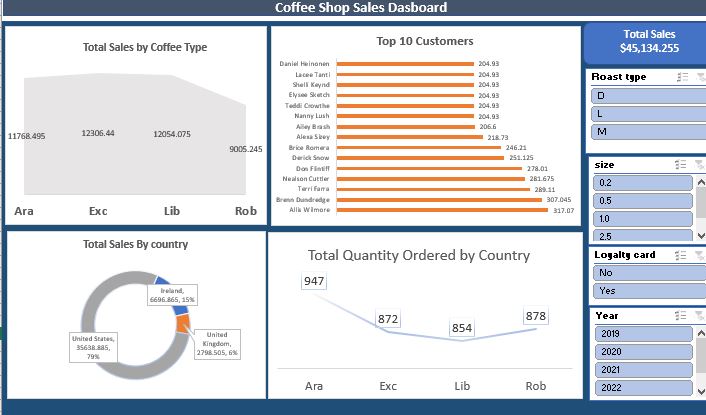 Coffee Shop Sales Dasboard
Total Sales by Coffee Type
11768.495
12306.44
12054.075
9005.245
Ara
Exc
Lib
Rob
Top 10 Customers
Daniel Heinonen 204.93
Lacee Tanti 204.93
Shelli Keynd 204.93
Elysee Sketch 204.93
Teddi Crowthe 204.93
Nanny Lush 204.93
Ailey Brash 206.6
Alexa Sizey 218.73
Brice Romera 246.21
Derick Snow 251.125
Don Flintiff 278.01
Nealson Cuttler 281.675
Terri Farra 289.11
Brenn Dundredge 307.045
Allis Wilmore 317.07
Total Sales
$45,134.255
Roast type
D
L
M
size
0.2
0.5
1.0
2.5
Loyalty card
No
Yes
Year
2019
2020
2021
2022
Total Sales By country
Ireland,
6696.865, 15%
United
Kingdom,
2798.505, 6%
United States,
35638.885,
79%
Total Quantity Ordered by Country
947
872
854
878
Ara
Exc
Lib
Rob